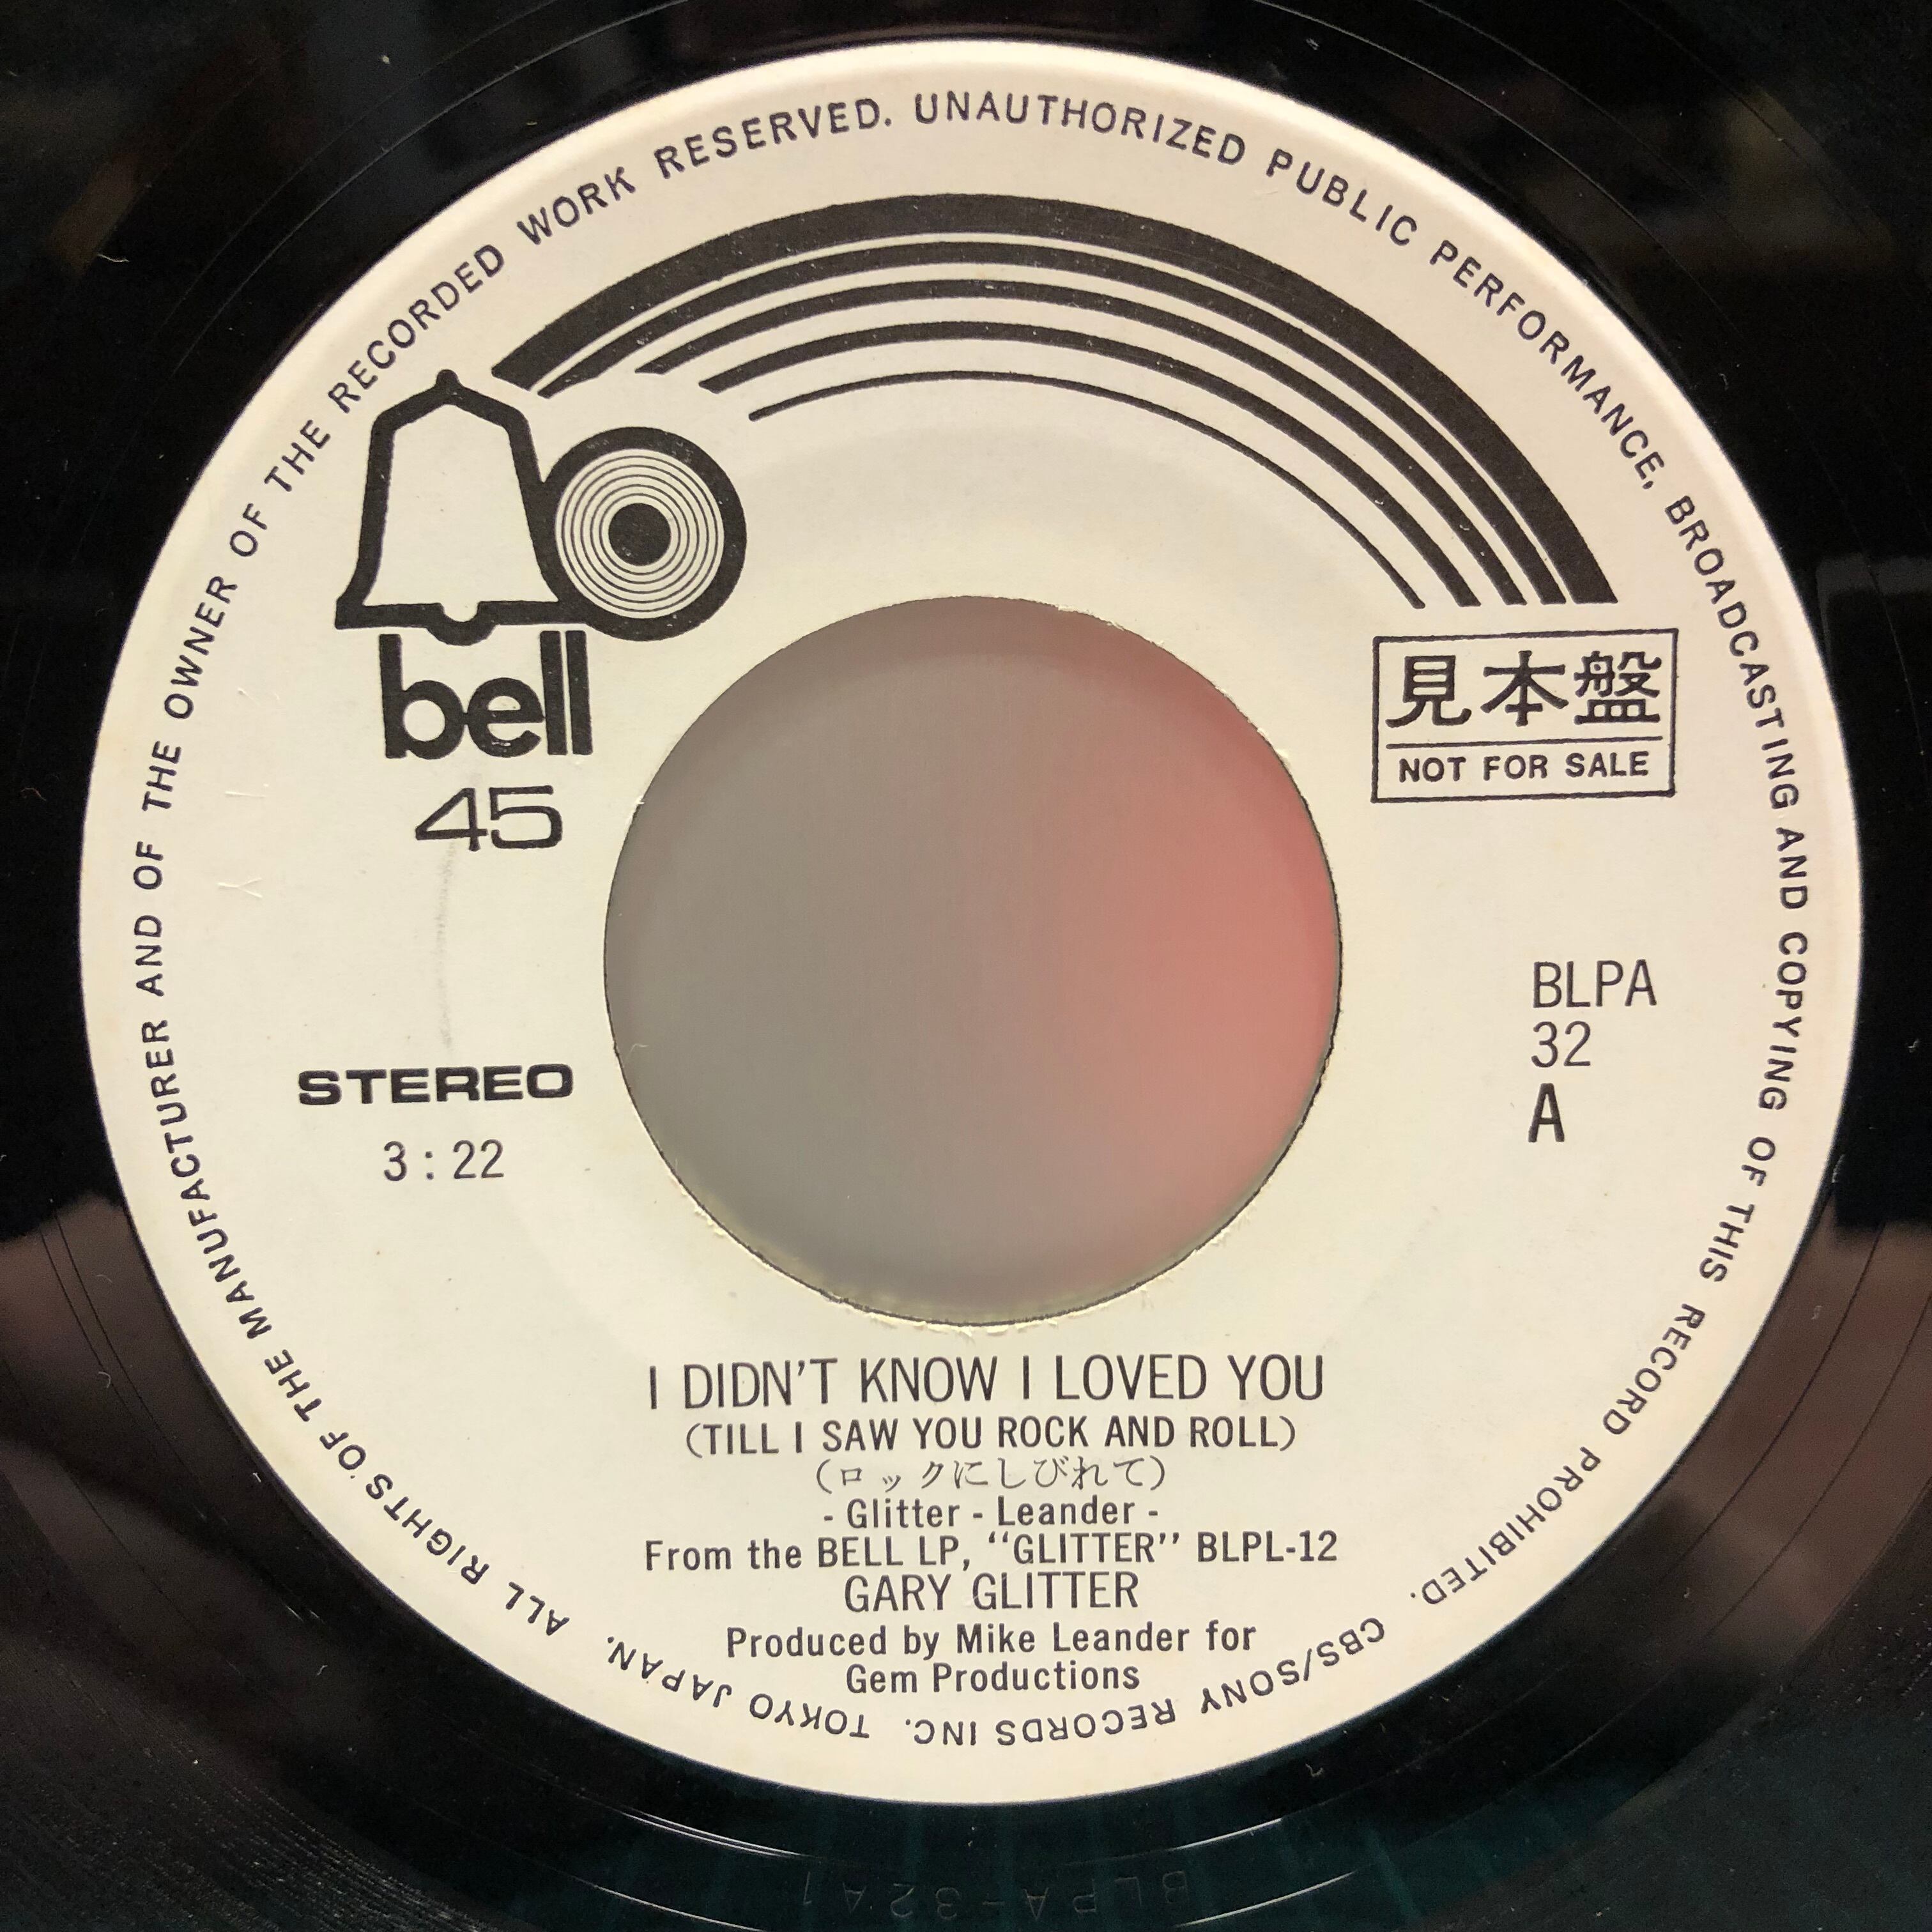 ALL RIGHTS OF THE MANUFACTURER AND OF THE OWNER OF THE RECORDED WORK RESERVED. UNAUTHORIZED PUBLIC PERFORMANCE, BROADCASTING AND COPYING OF THIS RECORD PROHIBITED.
bell
45
見本盤
NOT FOR SALE
BLPA
32
A
STEREO
3:22
I DIDN'T KNOW I LOVED YOU
(TILL I SAW YOU ROCK AND ROLL)
(ロックにしびれて)
- Glitter - Leander -
From the BELL LP, "GLITTER" BLPL-12
GARY GLITTER
Produced by Mike Leander for
Gem Productions
CBS/SONY RECORDS INC. TOKYO JAPAN.
BLPA-32A1